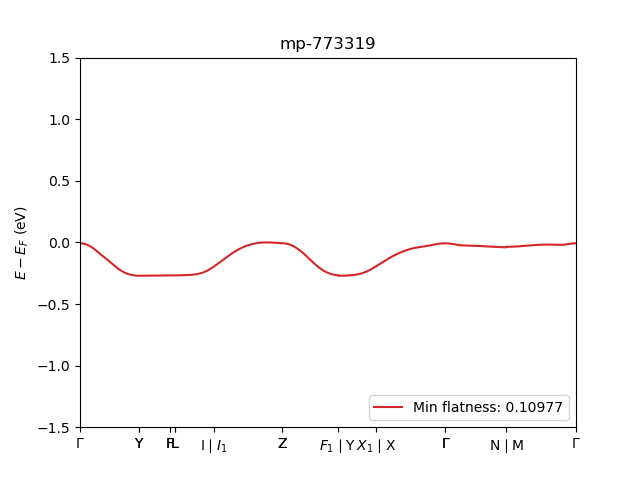 mp-773319
E − E_F (eV)
1.5
1.0
0.5
0.0
−0.5
−1.0
−1.5
Min flatness: 0.10977
Γ Y F L I | I₁ Z F₁ | Y X₁ | X Γ N | M Γ